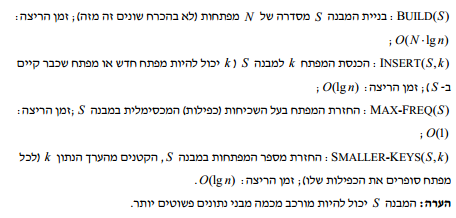 BUILD(S) : בניית המבנה S מסדרה של N מפתחות (לא בהכרח שונים זה מזה); זמן הריצה:
O(N·lg n) ;
INSERT(S,k) : הכנסת המפתח k למבנה S (k יכול להיות מפתח חדש או מפתח שכבר קיים
ב- S); זמן הריצה: O(lg n) ;
MAX-FREQ(S) : החזרת המפתח בעל השכיחות (כפילות) המכסימלית במבנה S; זמן הריצה:
O(1) ;
SMALLER-KEYS(S,k) : החזרת מספר המפתחות במבנה S, הקטנים מהערך הנתון k (לכל
מפתח סופרים את הכפילות שלו); זמן הריצה: O(lg n).
הערה: המבנה S יכול להיות מורכב מכמה מבני נתונים פשוטים יותר.